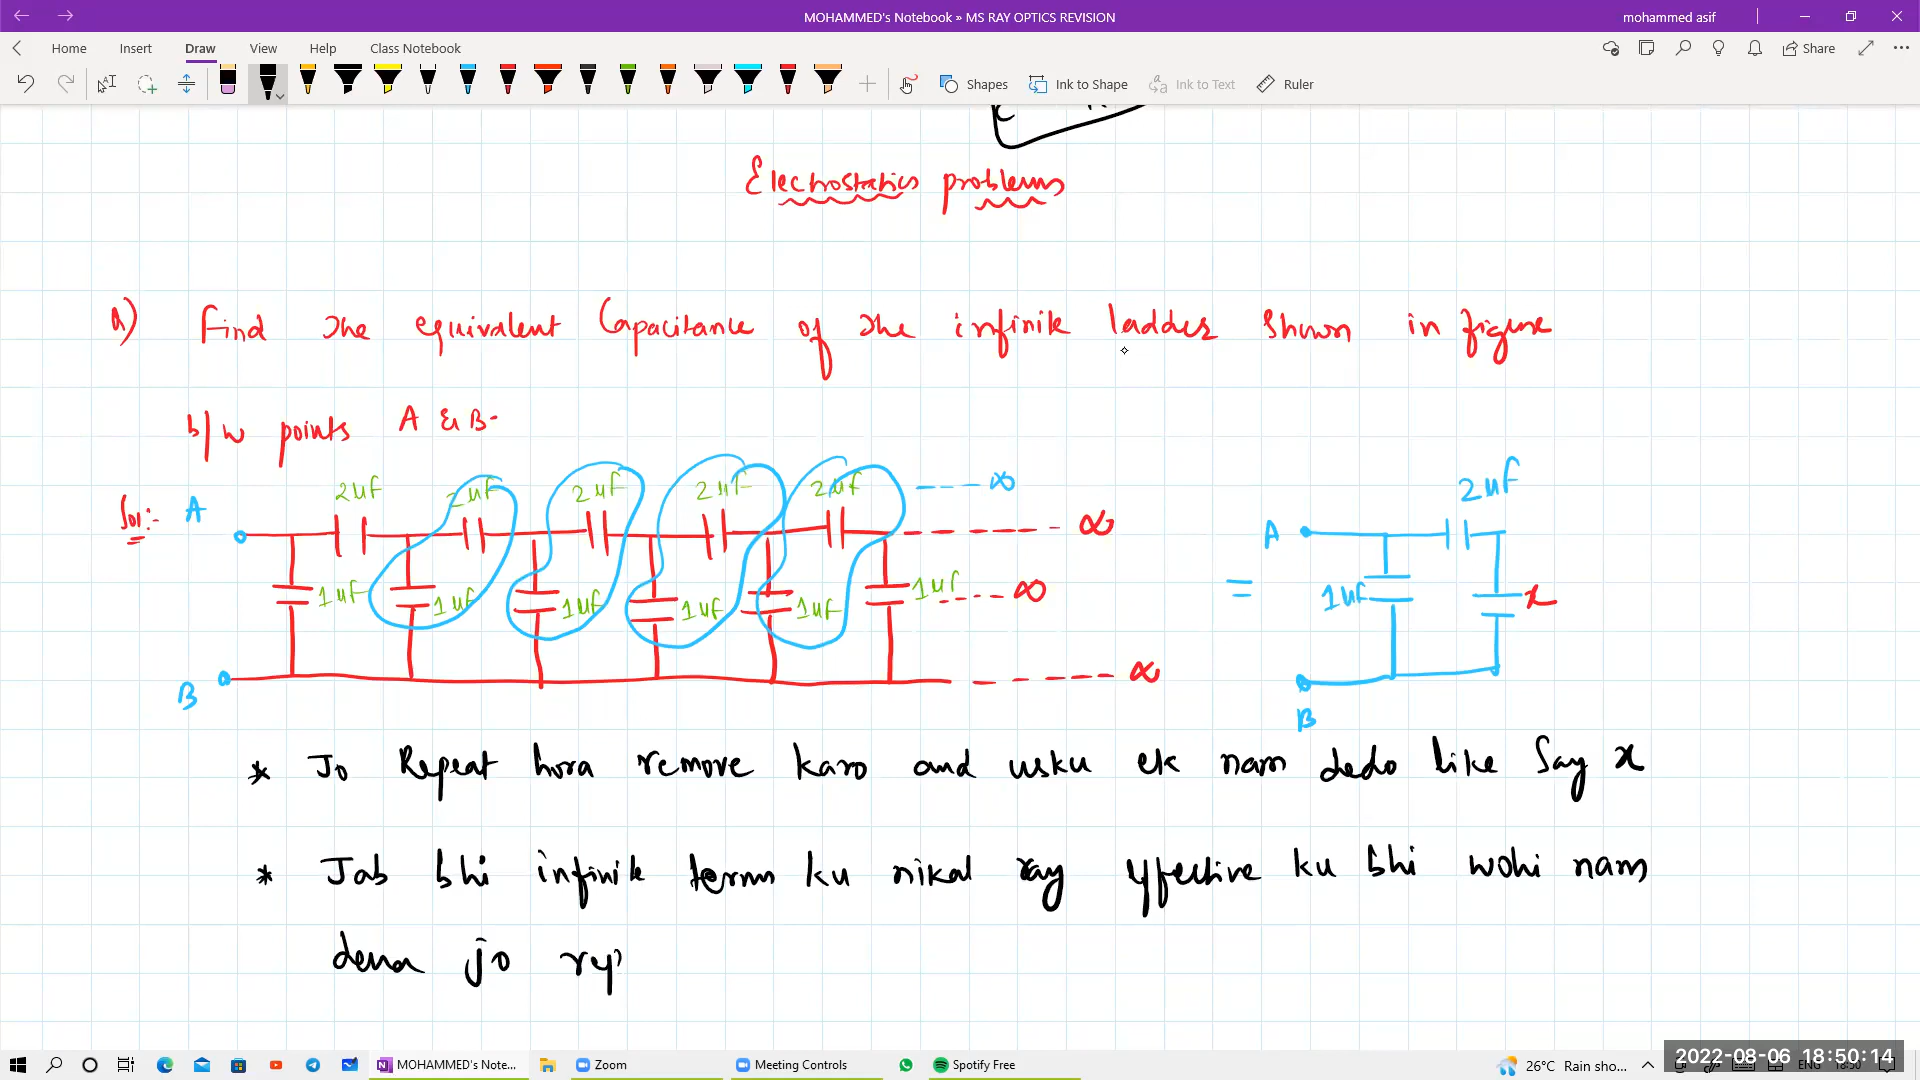 MOHAMMED's Notebook » MS RAY OPTICS REVISION
mohammed asif
Home Insert Draw View Help Class Notebook
Share
Shapes Ink to Shape Ink to Text Ruler
Electrostatics problems
Q) Find the equivalent Capacitance of the infinite ladder shown in figure
b/w points A & B.
Sol:- A 2uf 2uf 2uf 2uf 2uf ∞
∞
1uf 1uf 1uf 1uf 1uf 1uf ∞
B ∞
= A 2uf
1uf x
B
* Jo Repeat hora remove karo and usku ek nam dedo like Say x
* Jab bhi infinite term ku nikal ray effective ku bhi wohi nam
dena jo rep
MOHAMMED's Note...
Zoom
Meeting Controls
Spotify Free
26°C Rain sho...
2022-08-06 18:50:14